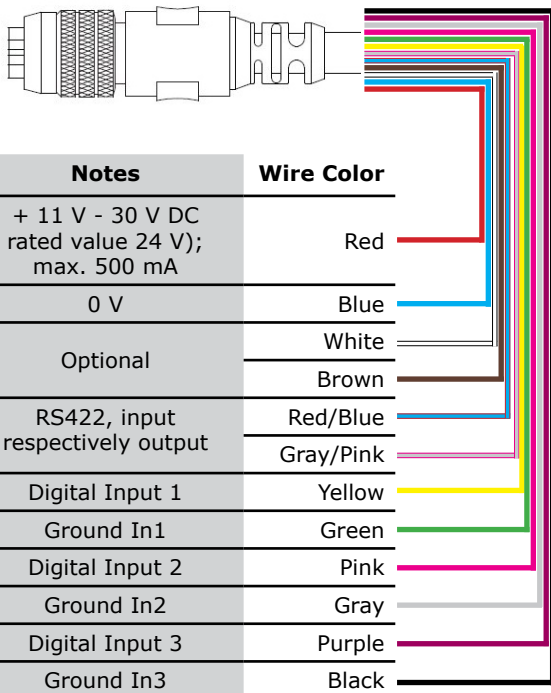 Notes Wire Color
+ 11 V - 30 V DC
rated value 24 V);
max. 500 mA
Red
0 V Blue
Optional
White
Brown
RS422, input
respectively output
Red/Blue
Gray/Pink
Digital Input 1 Yellow
Ground In1 Green
Digital Input 2 Pink
Ground In2 Gray
Digital Input 3 Purple
Ground In3 Black